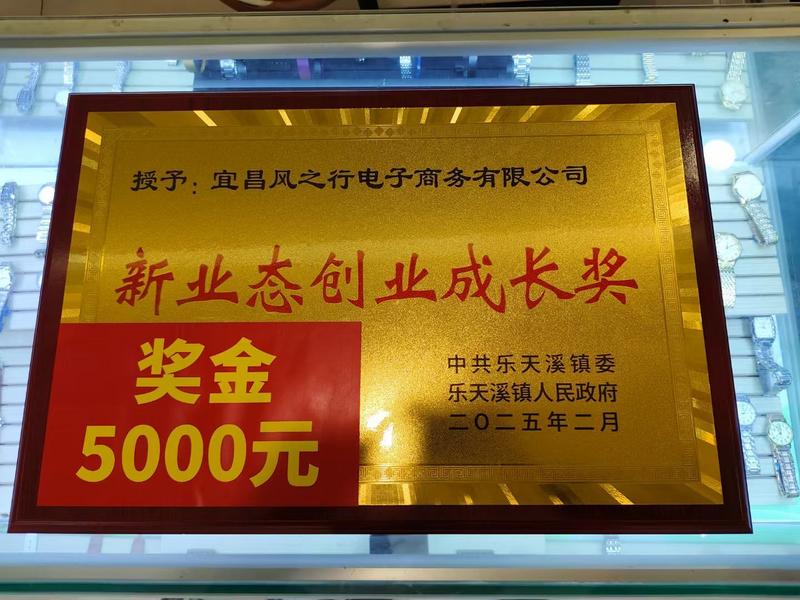 授予：宜昌风之行电子商务有限公司
新业态创业成长奖
奖金
5000元
中共乐天溪镇委
乐天溪镇人民政府
二〇二五年二月